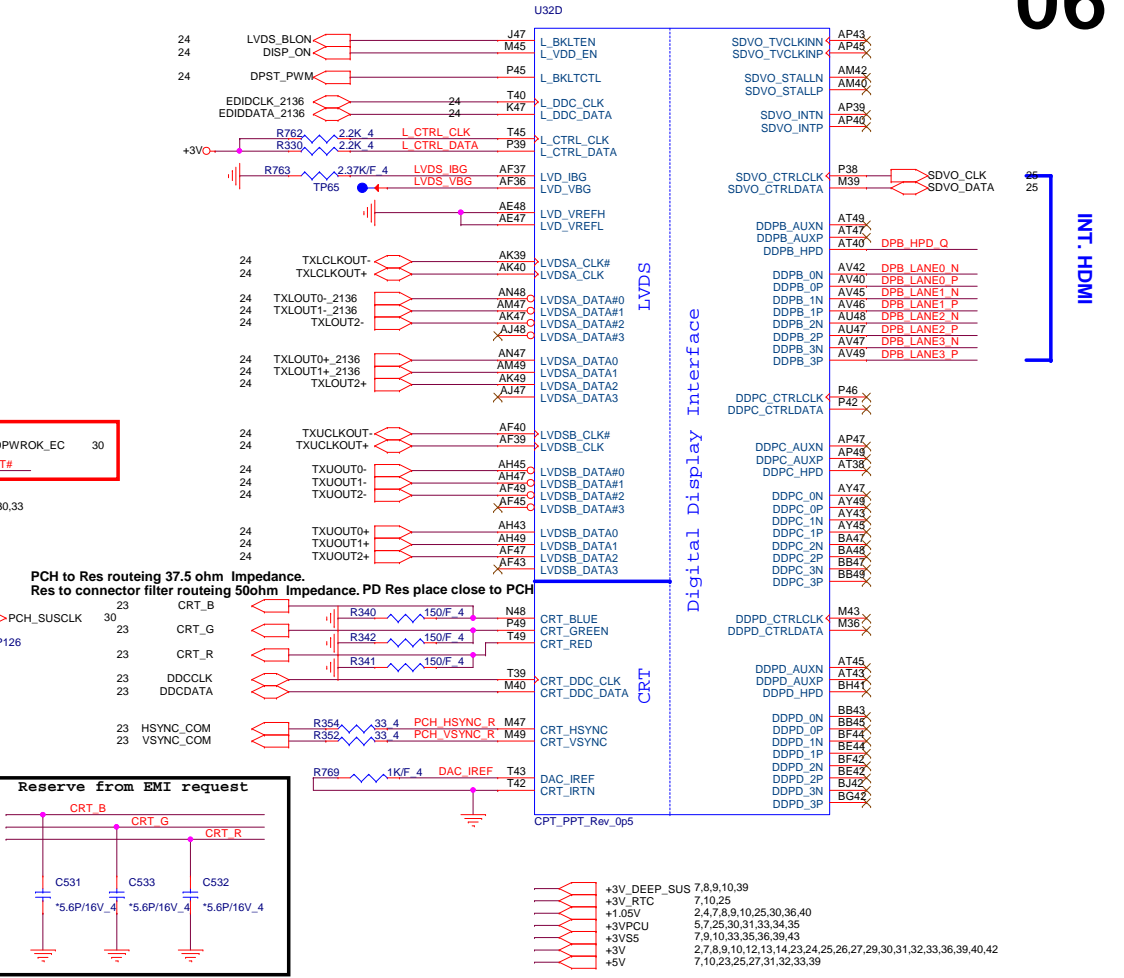 06
U32D
24 LVDS_BLON J47 L_BKLTEN
24 DISP_ON M45 L_VDD_EN
24 DPST_PWM P45 L_BKLTCTL
EDIDCLK_2136 24 T40 L_DDC_CLK
EDIDDATA_2136 24 K47 L_DDC_DATA
R762 2.2K_4 L_CTRL_CLK T45 L_CTRL_CLK
+3V R330 2.2K_4 L_CTRL_DATA P39 L_CTRL_DATA
R763 2.37K/F_4 LVDS_IBG AF37 LVD_IBG
TP65 LVDS_VBG AF36 LVD_VBG
AE48 LVD_VREFH
AE47 LVD_VREFL
24 TXLCLKOUT- AK39 LVDSA_CLK#
24 TXLCLKOUT+ AK40 LVDSA_CLK
24 TXLOUT0-_2136 AN48 LVDSA_DATA#0
24 TXLOUT1-_2136 AM47 LVDSA_DATA#1
24 TXLOUT2- AK47 LVDSA_DATA#2
AJ48 LVDSA_DATA#3
24 TXLOUT0+_2136 AN47 LVDSA_DATA0
24 TXLOUT1+_2136 AM49 LVDSA_DATA1
24 TXLOUT2+ AK49 LVDSA_DATA2
AJ47 LVDSA_DATA3
24 TXUCLKOUT- AF40 LVDSB_CLK#
24 TXUCLKOUT+ AF39 LVDSB_CLK
24 TXUOUT0- AH45 LVDSB_DATA#0
24 TXUOUT1- AH47 LVDSB_DATA#1
24 TXUOUT2- AF49 LVDSB_DATA#2
AF45 LVDSB_DATA#3
24 TXUOUT0+ AH43 LVDSB_DATA0
24 TXUOUT1+ AH49 LVDSB_DATA1
24 TXUOUT2+ AF47 LVDSB_DATA2
AF43 LVDSB_DATA3
LVDS
Digital Display Interface
CRT
PCH to Res routeing 37.5 ohm Impedance.
Res to connector filter routeing 50ohm Impedance. PD Res place close to PCH
23 CRT_B R340 150/F_4 N48 CRT_BLUE
23 CRT_G R342 150/F_4 P49 CRT_GREEN
23 CRT_R R341 150/F_4 T49 CRT_RED
23 DDCCLK T39 CRT_DDC_CLK
23 DDCDATA M40 CRT_DDC_DATA
23 HSYNC_COM R354 33_4 PCH_HSYNC_R M47 CRT_HSYNC
23 VSYNC_COM R352 33_4 PCH_VSYNC_R M49 CRT_VSYNC
R769 1K/F_4 DAC_IREF T43 DAC_IREF
T42 CRT_IRTN
CPT_PPT_Rev_0p5
SDVO_TVCLKINN AP43
SDVO_TVCLKINP AP45
SDVO_STALLN AM42
SDVO_STALLP AM40
SDVO_INTN AP39
SDVO_INTP AP40
SDVO_CTRLCLK P38 SDVO_CLK 25
SDVO_CTRLDATA M39 SDVO_DATA 25
DDPB_AUXN AT49
DDPB_AUXP AT47
DDPB_HPD AT40 DPB_HPD_Q
DDPB_0N AV42 DPB_LANE0_N
DDPB_0P AV40 DPB_LANE0_P
DDPB_1N AV45 DPB_LANE1_N
DDPB_1P AV46 DPB_LANE1_P
DDPB_2N AU48 DPB_LANE2_N
DDPB_2P AU47 DPB_LANE2_P
DDPB_3N AV47 DPB_LANE3_N
DDPB_3P AV49 DPB_LANE3_P
INT. HDMI
DDPC_CTRLCLK P46
DDPC_CTRLDATA P42
DDPC_AUXN AP47
DDPC_AUXP AP49
DDPC_HPD AT38
DDPC_0N AY47
DDPC_0P AY49
DDPC_1N AY43
DDPC_1P AY45
DDPC_2N BA47
DDPC_2P BA48
DDPC_3N BB47
DDPC_3P BB49
DDPD_CTRLCLK M43
DDPD_CTRLDATA M36
DDPD_AUXN AT45
DDPD_AUXP AT43
DDPD_HPD BH41
DDPD_0N BB43
DDPD_0P BB45
DDPD_1N BF44
DDPD_1P BE44
DDPD_2N BF42
DDPD_2P BE42
DDPD_3N BJ42
DDPD_3P BG42
PWROK_EC 30
T#
30,33
PCH_SUSCLK 30
P126
Reserve from EMI request
CRT_B
CRT_G
CRT_R
C531 C533 C532
*5.6P/16V_4 *5.6P/16V_4 *5.6P/16V_4
+3V_DEEP_SUS 7,8,9,10,39
+3V_RTC 7,10,25
+1.05V 2,4,7,8,9,10,25,30,36,40
+3VPCU 5,7,25,30,31,33,34,35
+3VS5 7,9,10,33,35,36,39,43
+3V 2,7,8,9,10,12,13,14,23,24,25,26,27,29,30,31,32,33,36,39,40,42
+5V 7,10,23,25,27,31,32,33,39